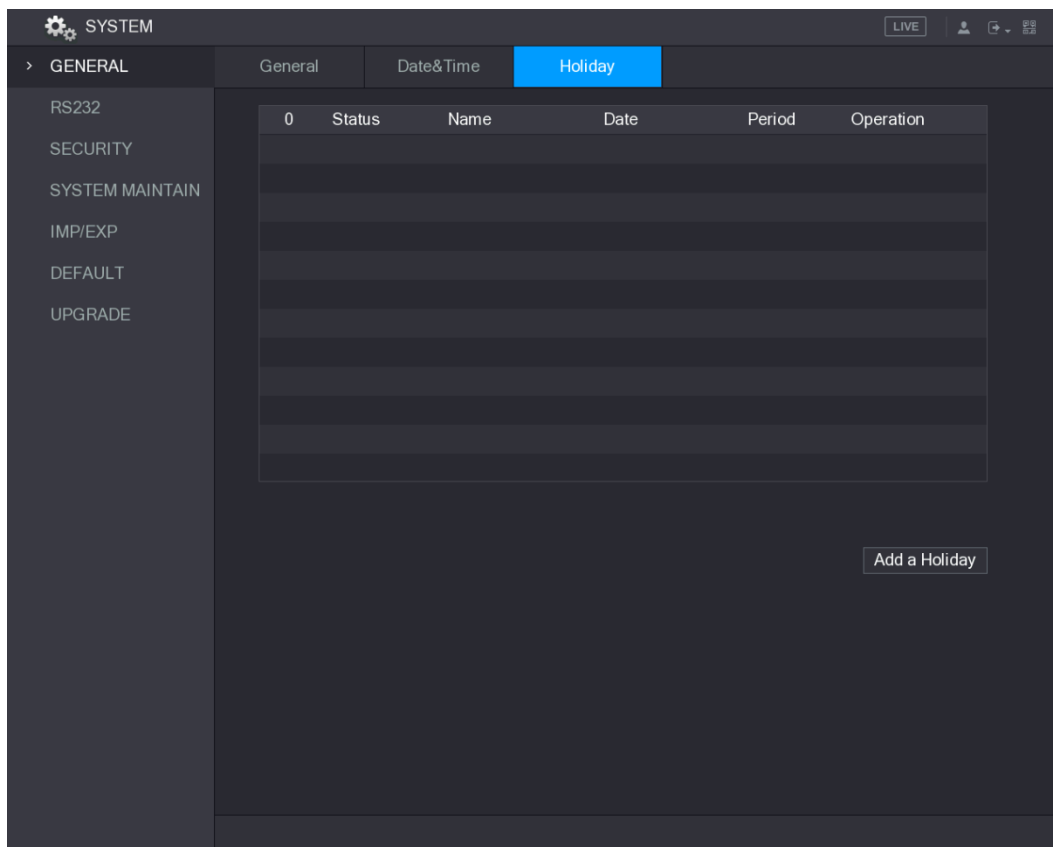 SYSTEM
LIVE
GENERAL
General Date&Time Holiday
RS232
SECURITY
SYSTEM MAINTAIN
IMP/EXP
DEFAULT
UPGRADE
0 Status Name Date Period Operation
Add a Holiday